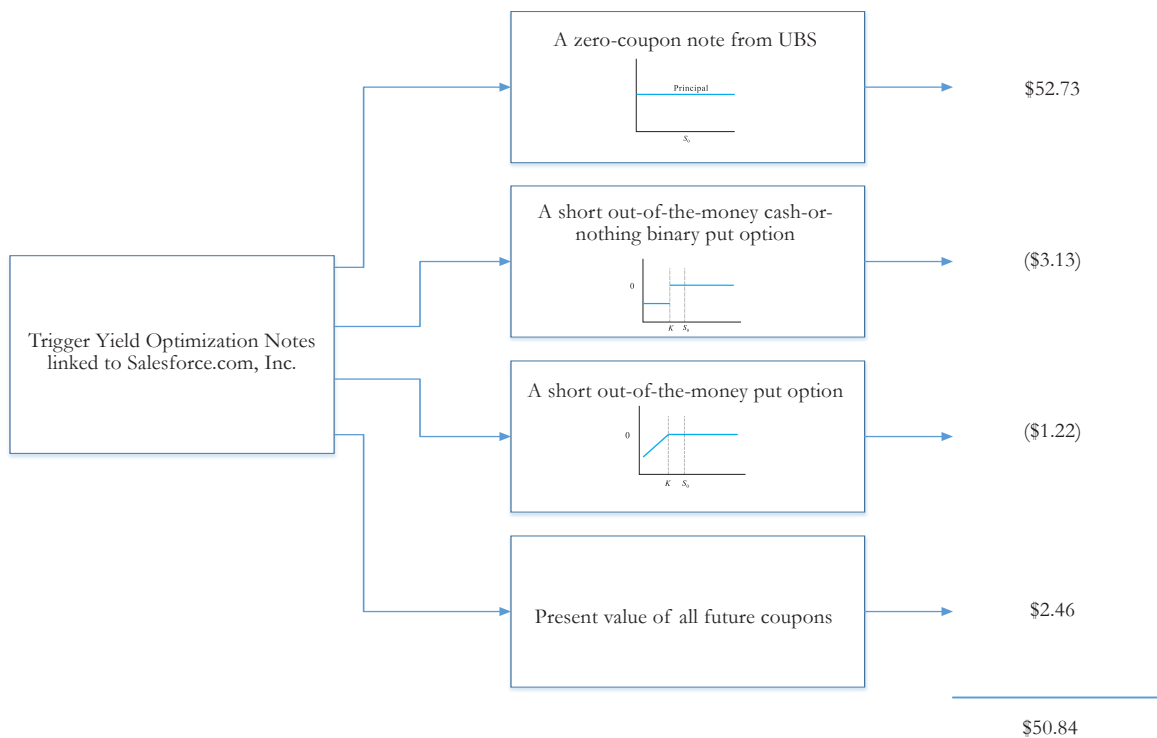 A zero-coupon note from UBS
Principal
S0
$52.73
A short out-of-the-money cash-or-
nothing binary put option
0
K
S0
($3.13)
Trigger Yield Optimization Notes
linked to Salesforce.com, Inc.
A short out-of-the-money put option
0
K
S0
($1.22)
Present value of all future coupons
$2.46
$50.84